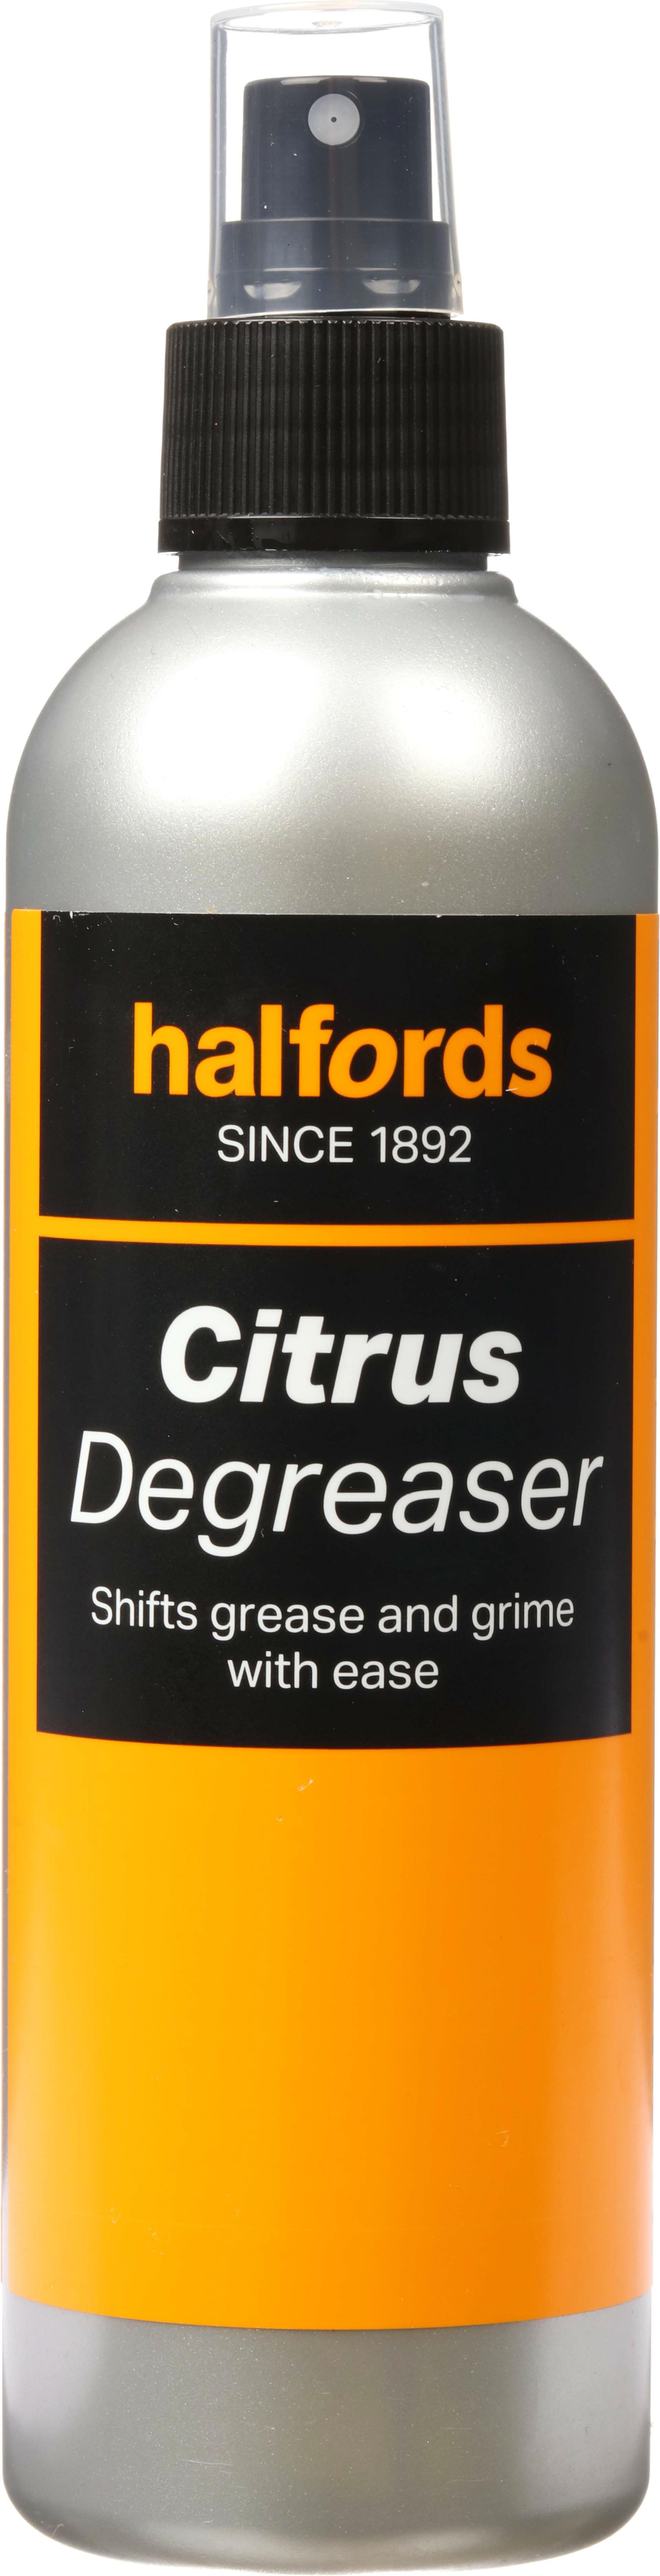 halfords
SINCE 1892
Citrus
Degreaser
Shifts grease and grime
with ease